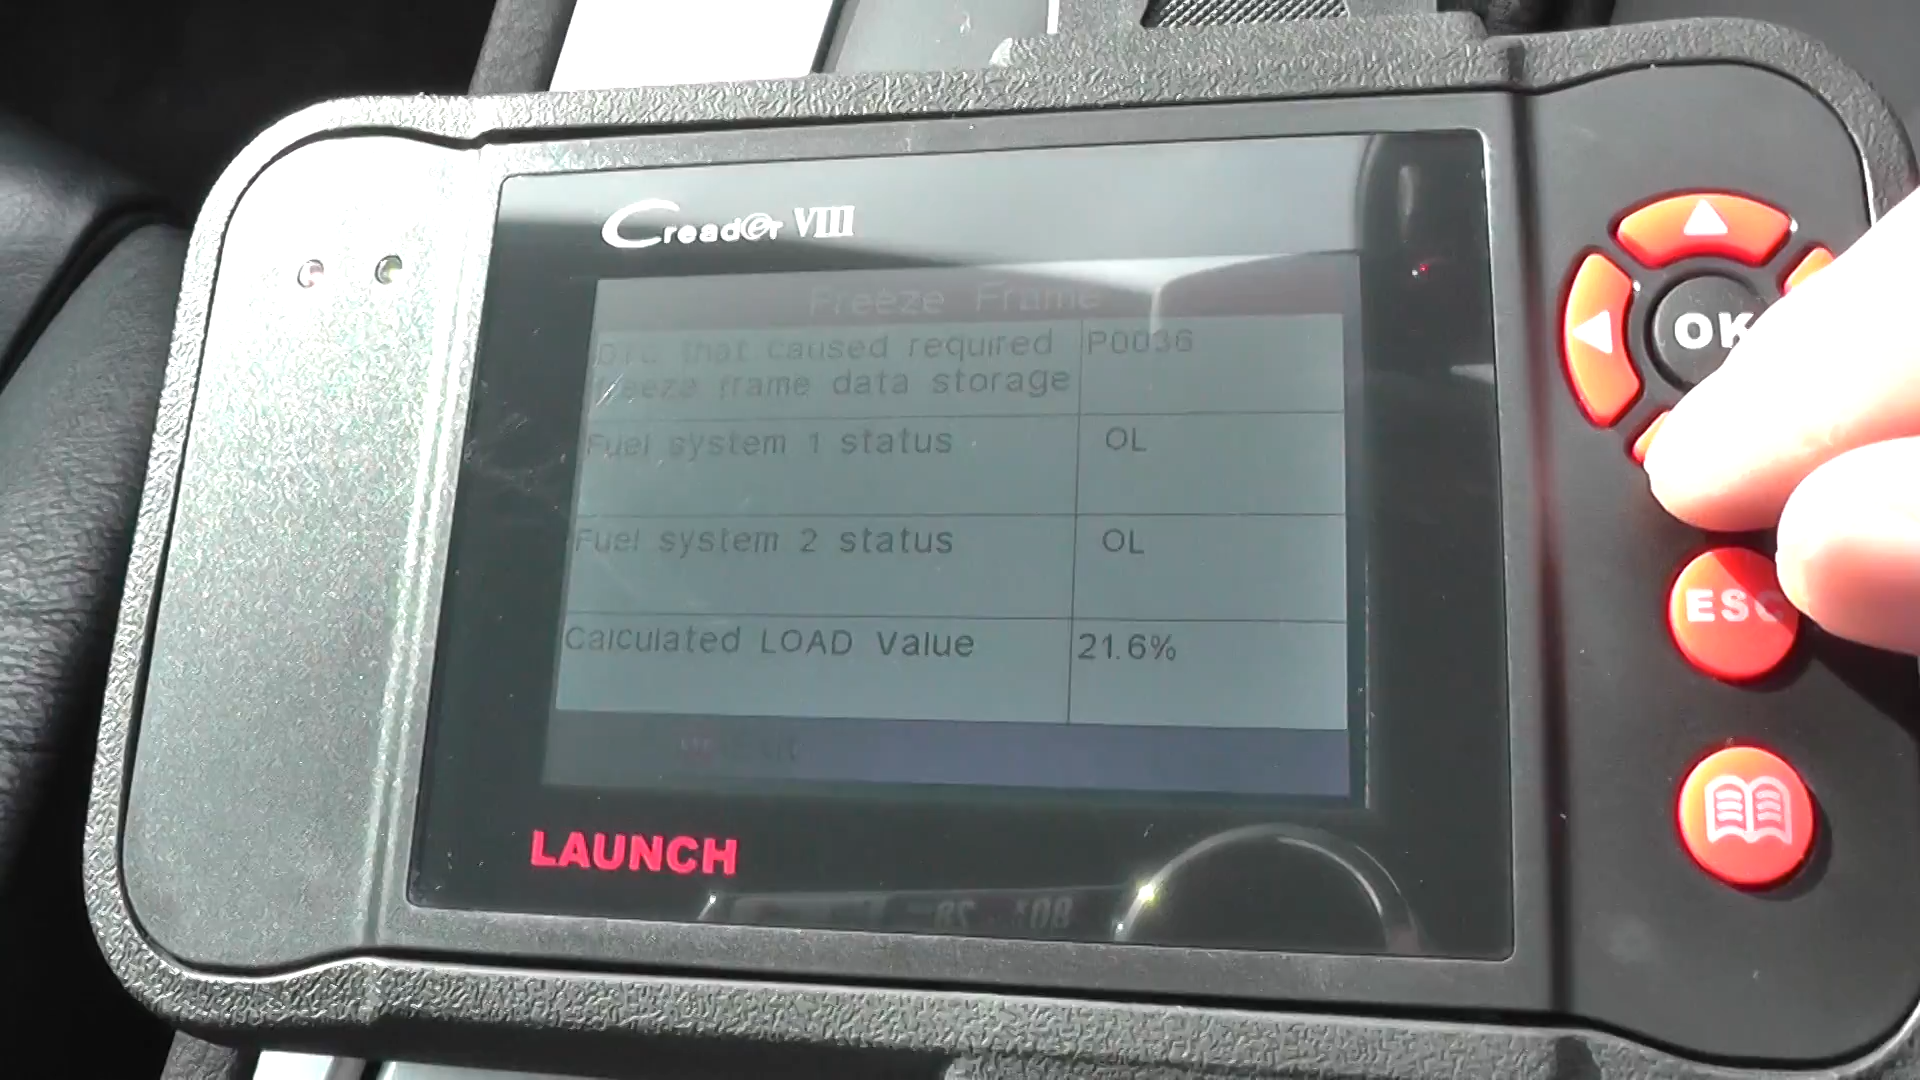 Creader VIII
Freeze Frame
DTC that caused required P0036
freeze frame data storage
Fuel system 1 status OL
Fuel system 2 status OL
Calculated LOAD Value 21.6%
Exit
LAUNCH
OK
ESC